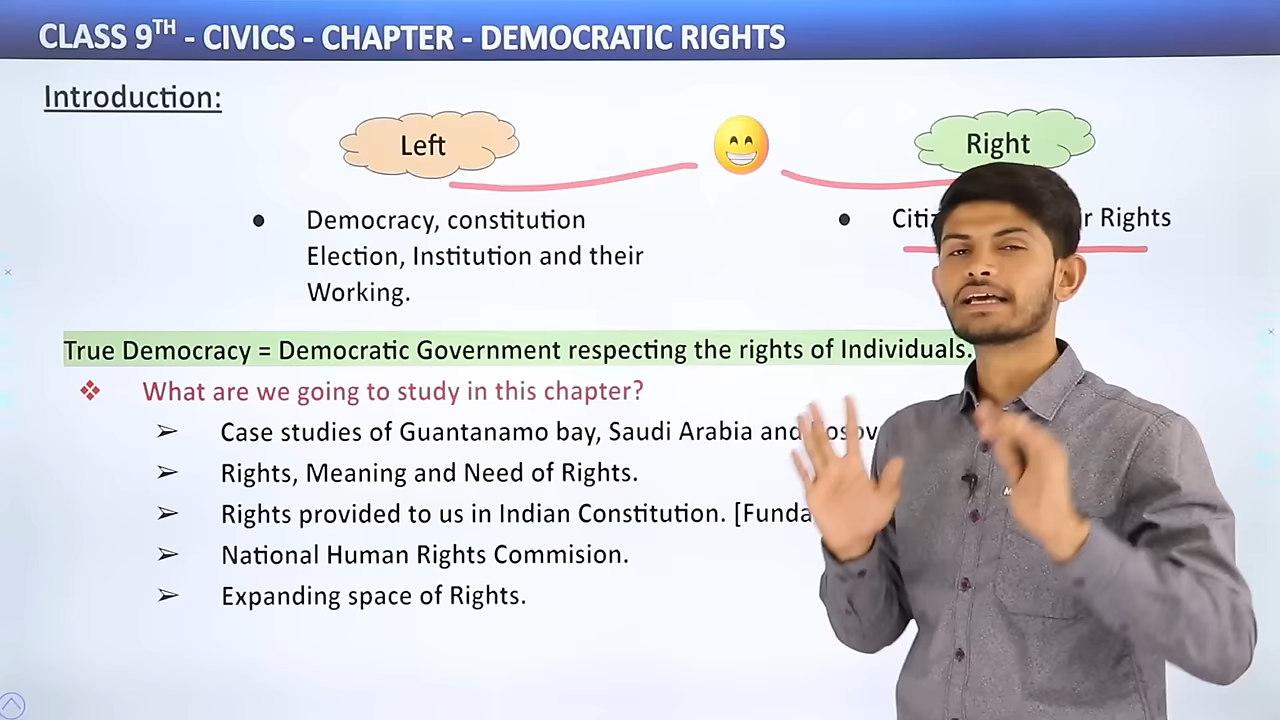 CLASS 9TH - CIVICS - CHAPTER - DEMOCRATIC RIGHTS
Introduction:
Left
Right
Democracy, constitution
Election, Institution and their
Working.
Rights
True Democracy = Democratic Government respecting the rights of Individuals.
What are we going to study in this chapter?
Case studies of Guantanamo bay, Saudi Arabia and
Rights, Meaning and Need of Rights.
Rights provided to us in Indian Constitution.
National Human Rights Commision.
Expanding space of Rights.